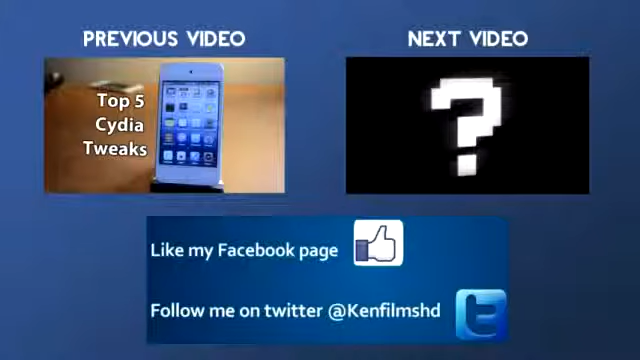 PREVIOUS VIDEO
NEXT VIDEO
Top 5
Cydia
Tweaks
?
Like my Facebook page
Follow me on twitter @Kenfilmshd